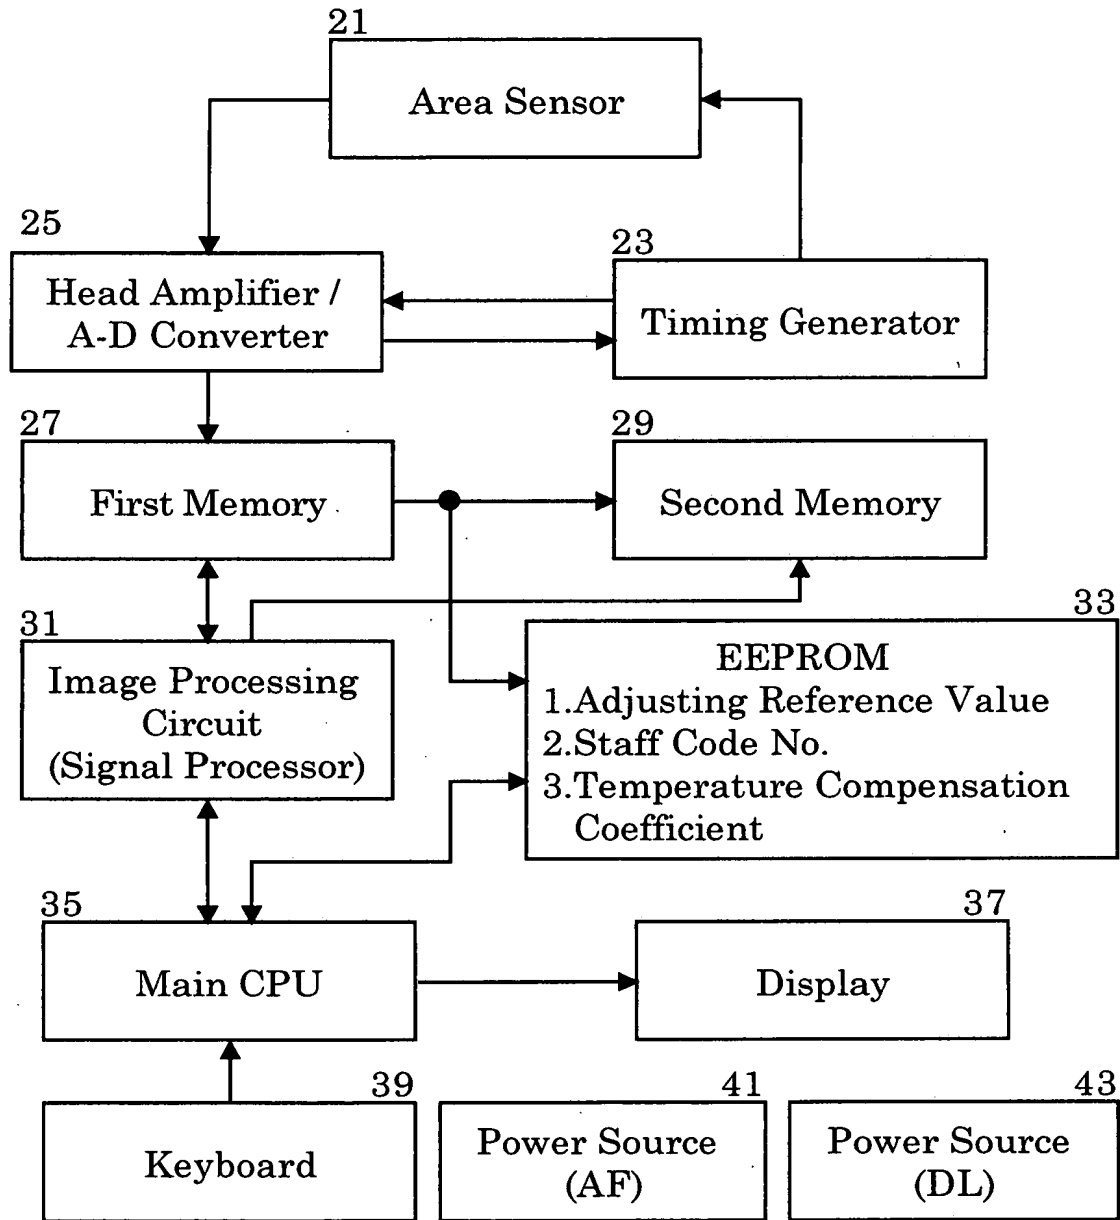 21
Area Sensor
25
Head Amplifier /
A-D Converter
23
Timing Generator
27
First Memory
29
Second Memory
31
Image Processing
Circuit
(Signal Processor)
33
EEPROM
1.Adjusting Reference Value
2.Staff Code No.
3.Temperature Compensation
Coefficient
35
Main CPU
37
Display
39
Keyboard
41
Power Source
(AF)
43
Power Source
(DL)